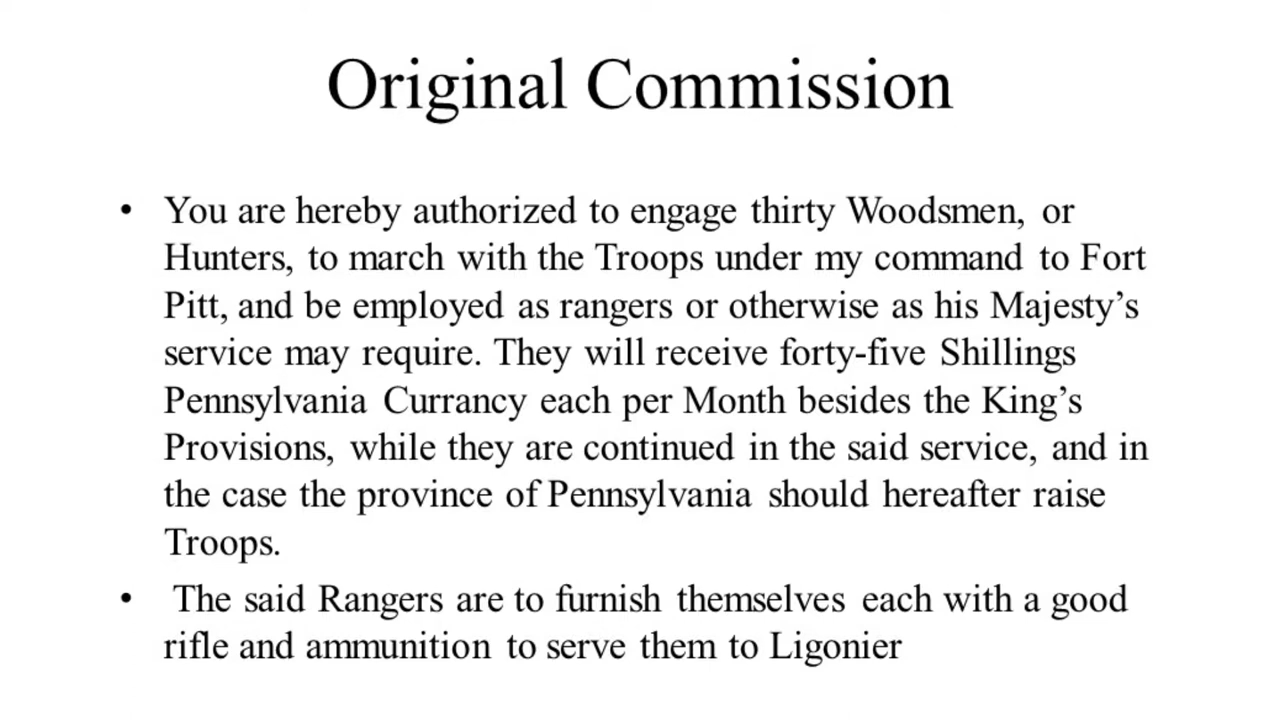 Original Commission
• You are hereby authorized to engage thirty Woodsmen, or
Hunters, to march with the Troops under my command to Fort
Pitt, and be employed as rangers or otherwise as his Majesty’s
service may require. They will receive forty-five Shillings
Pennsylvania Currancy each per Month besides the King’s
Provisions, while they are continued in the said service, and in
the case the province of Pennsylvania should hereafter raise
Troops.
• The said Rangers are to furnish themselves each with a good
rifle and ammunition to serve them to Ligonier